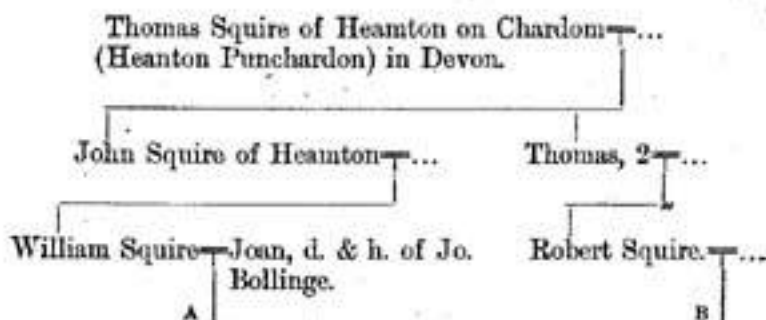 Thomas Squire of Heamton on Chardom=...
(Heanton Punchardon) in Devon.
John Squire of Heamton=... Thomas, 2=...
William Squire=Joan, d. & h. of Jo. Robert Squire.=...
Bollinge.
A B